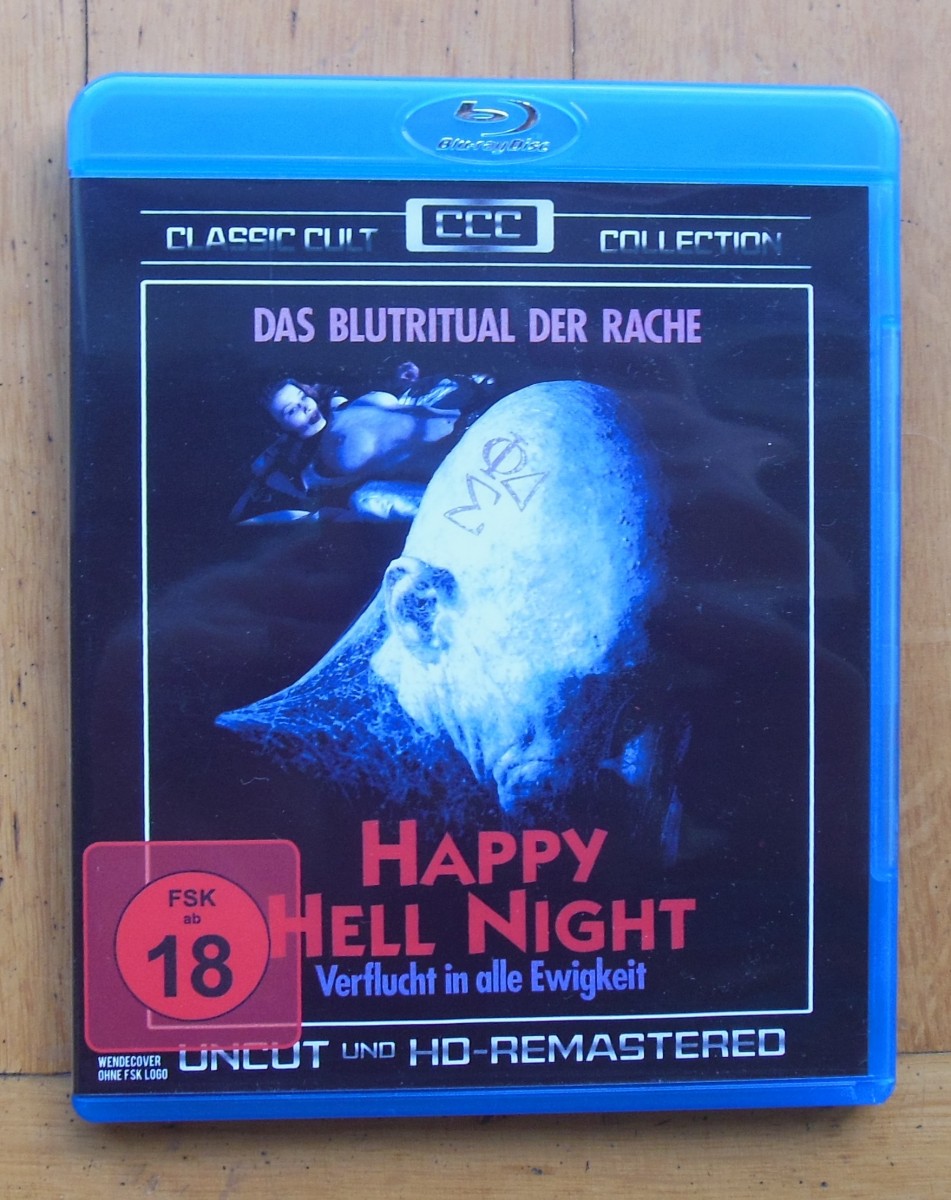 Blu-ray Disc
CLASSIC CULT CCC COLLECTION
DAS BLUTRITUAL DER RACHE
Φ
Σ Δ
HAPPY
HELL NIGHT
Verflucht in alle Ewigkeit
FSK
ab
18
WENDECOVER
OHNE FSK LOGO
UNCUT UND HD-REMASTERED